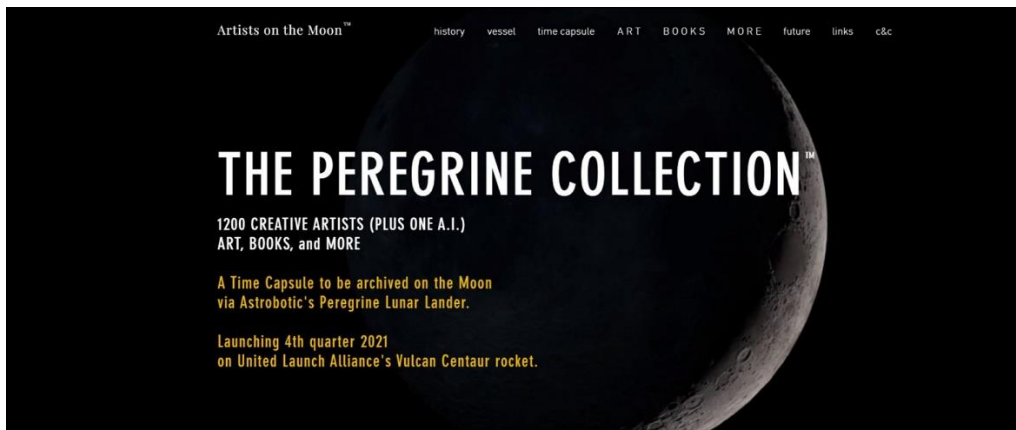 Artists on the Moon™
history vessel time capsule ART BOOKS MORE future links c&c
THE PEREGRINE COLLECTION™
1200 CREATIVE ARTISTS (PLUS ONE A.I.)
ART, BOOKS, and MORE
A Time Capsule to be archived on the Moon
via Astrobotic's Peregrine Lunar Lander.
Launching 4th quarter 2021
on United Launch Alliance's Vulcan Centaur rocket.